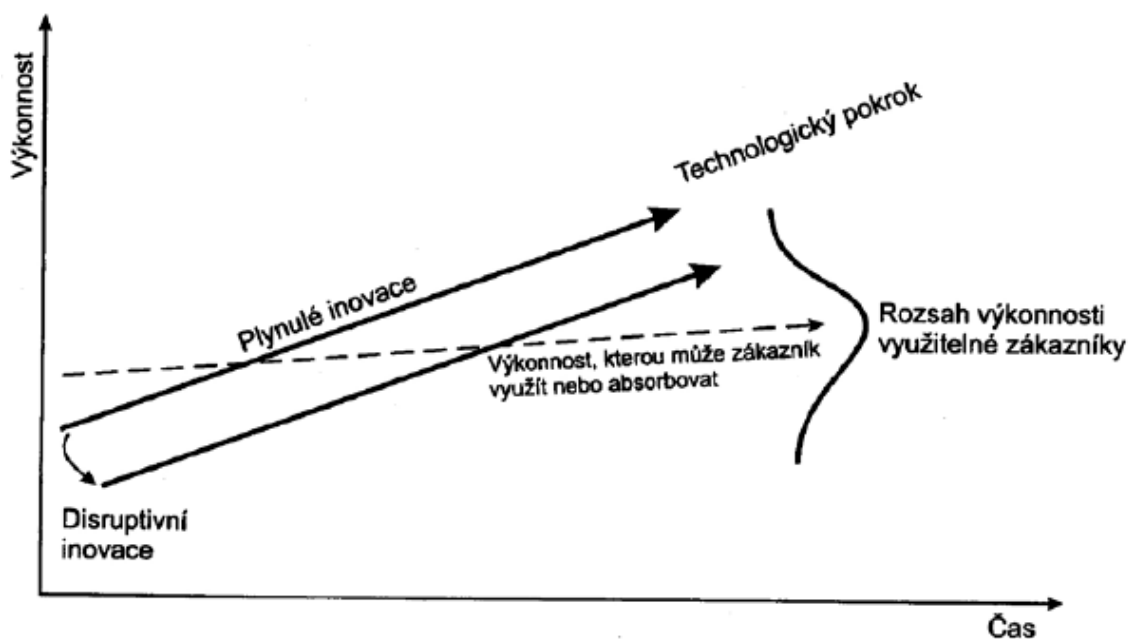 Výkonnost
Technologický pokrok
Plynulé inovace
Rozsah výkonnosti
využitelné zákazníky
Výkonnost, kterou může zákazník
využít nebo absorbovat
Disruptivní
inovace
Čas